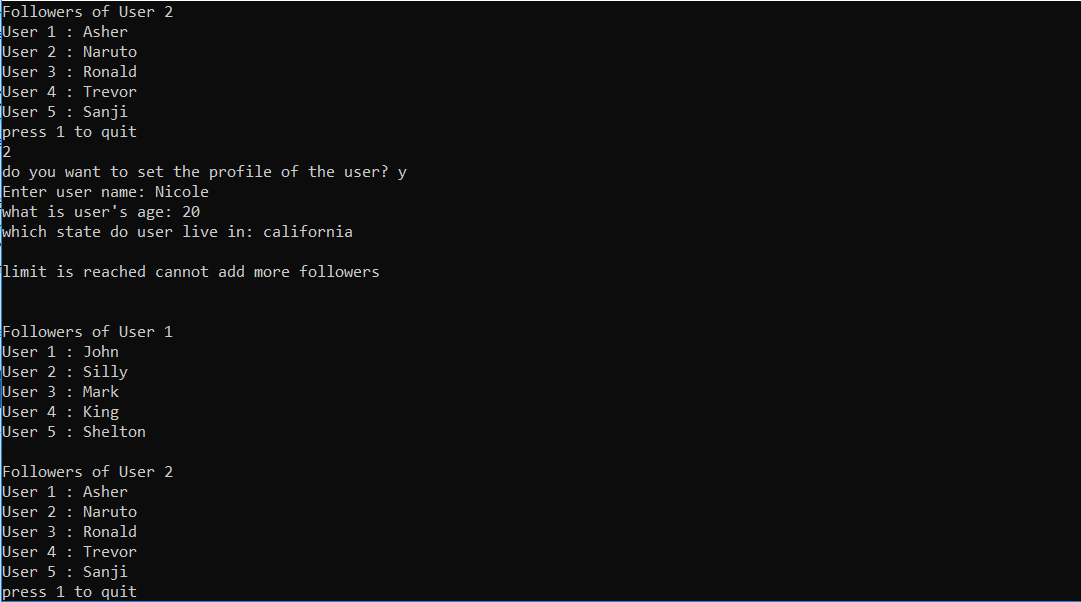 Followers of User 2
User 1 : Asher
User 2 : Naruto
User 3 : Ronald
User 4 : Trevor
User 5 : Sanji
press 1 to quit
2
do you want to set the profile of the user? y
Enter user name: Nicole
what is user's age: 20
which state do user live in: california
limit is reached cannot add more followers
Followers of User 1
User 1 : John
User 2 : Silly
User 3 : Mark
User 4 : King
User 5 : Shelton
Followers of User 2
User 1 : Asher
User 2 : Naruto
User 3 : Ronald
User 4 : Trevor
User 5 : Sanji
press 1 to quit